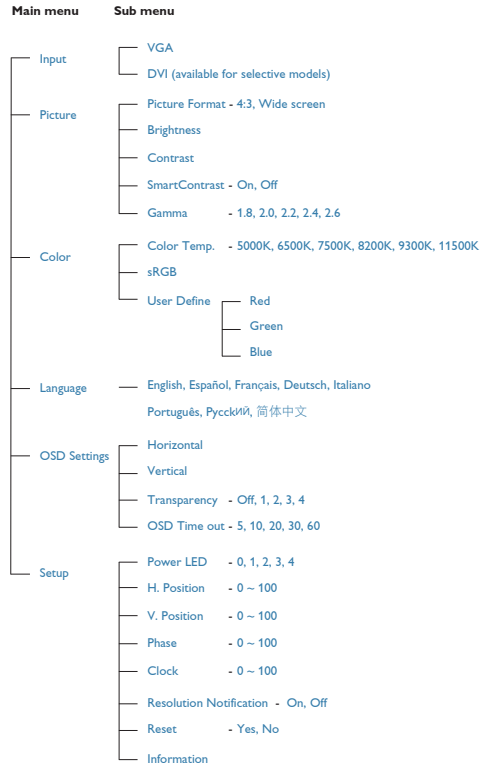 Main menu Sub menu
Input
VGA
DVI (available for selective models)
Picture
Picture Format - 4:3, Wide screen
Brightness
Contrast
SmartContrast - On, Off
Gamma - 1.8, 2.0, 2.2, 2.4, 2.6
Color
Color Temp. - 5000K, 6500K, 7500K, 8200K, 9300K, 11500K
sRGB
User Define
Red
Green
Blue
Language
English, Español, Français, Deutsch, Italiano
Português, Русский, 简体中文
OSD Settings
Horizontal
Vertical
Transparency - Off, 1, 2, 3, 4
OSD Time out - 5, 10, 20, 30, 60
Setup
Power LED - 0, 1, 2, 3, 4
H. Position - 0 ~ 100
V. Position - 0 ~ 100
Phase - 0 ~ 100
Clock - 0 ~ 100
Resolution Notification - On, Off
Reset - Yes, No
Information